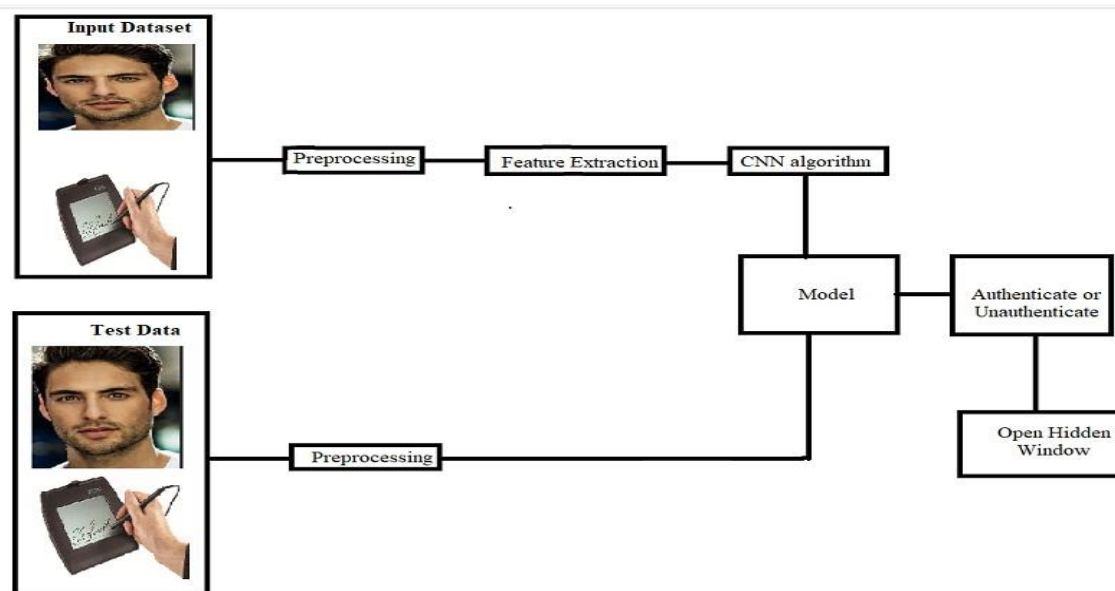 Input Dataset
Preprocessing
Feature Extraction
CNN algorithm
Model
Authenticate or
Unauthenticate
Test Data
Preprocessing
Open Hidden
Window